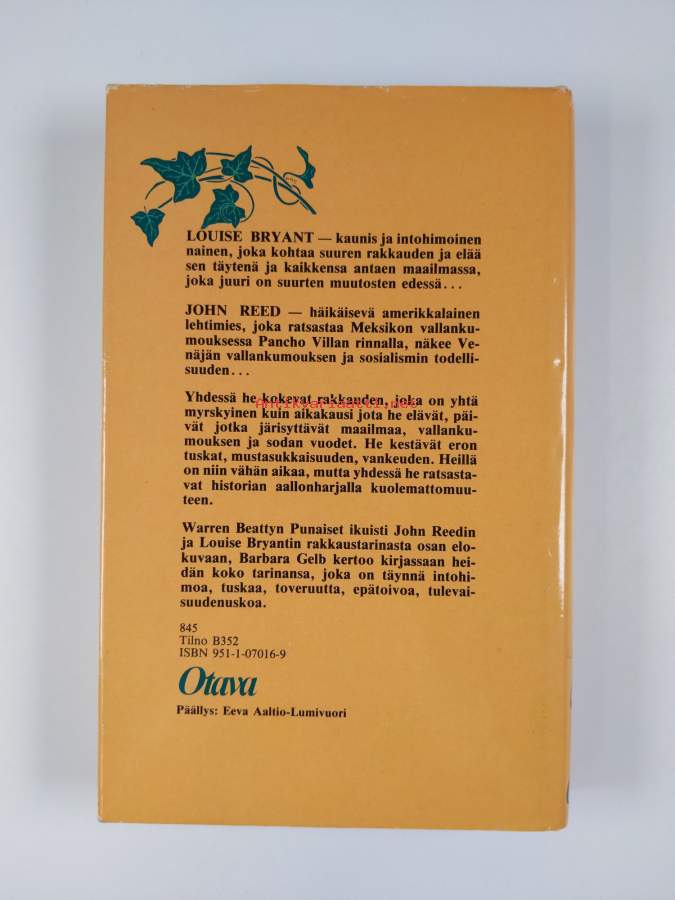 LOUISE BRYANT — kaunis ja intohimoinen
nainen, joka kohtaa suuren rakkauden ja elää
sen täytenä ja kaikkensa antaen maailmassa,
joka juuri on suurten muutosten edessä...
JOHN REED — häikäisevä amerikkalainen
lehtimies, joka ratsastaa Meksikon vallanku-
mouksessa Pancho Villan rinnalla, näkee Ve-
näjän vallankumouksen ja sosialismin todelli-
suuden...
Yhdessä he kokevat rakkauden, joka on yhtä
Antikvariaatti.net
myrskyinen kuin aikakausi jota he elävät, päi-
vät jotka järisyttävät maailmaa, vallanku-
mouksen ja sodan vuodet. He kestävät eron
tuskat, mustasukkaisuuden, vankeuden. Heillä
on niin vähän aikaa, mutta yhdessä he ratsasta-
vat historian aallonharjalla kuolemattomuu-
teen.
Warren Beattyn Punaiset ikuisti John Reedin
ja Louise Bryantin rakkaustarinasta osan elo-
kuvaan, Barbara Gelb kertoo kirjassaan hei-
dän koko tarinansa, joka on täynnä intohi-
moa, tuskaa, toveruutta, epätoivoa, tulevai-
suudenuskoa.
845
Tilno B352
ISBN 951-1-07016-9
Otava
Päällys: Eeva Aaltio-Lumivuori